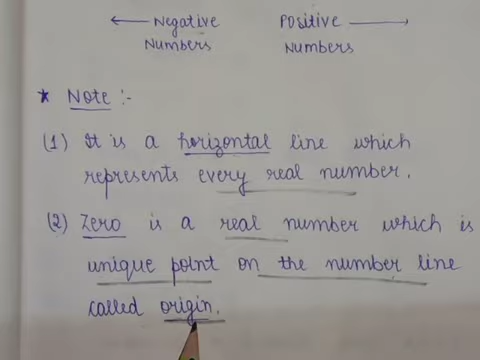 ← Negative Positive →
Numbers Numbers
* Note :-
(1) It is a horizontal line which
represents every real number.
(2) Zero is a real number which is
unique point on the number line
called origin.